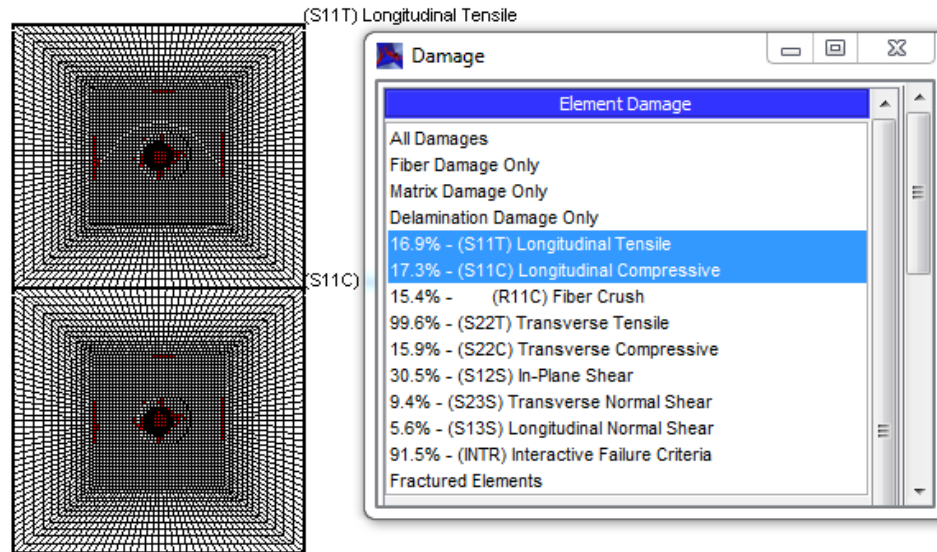 (S11T) Longitudinal Tensile
Damage
Element Damage
All Damages
Fiber Damage Only
Matrix Damage Only
Delamination Damage Only
16.9% - (S11T) Longitudinal Tensile
17.3% - (S11C) Longitudinal Compressive
15.4% - (R11C) Fiber Crush
99.6% - (S22T) Transverse Tensile
15.9% - (S22C) Transverse Compressive
30.5% - (S12S) In-Plane Shear
9.4% - (S23S) Transverse Normal Shear
5.6% - (S13S) Longitudinal Normal Shear
91.5% - (INTR) Interactive Failure Criteria
Fractured Elements
(S11C)